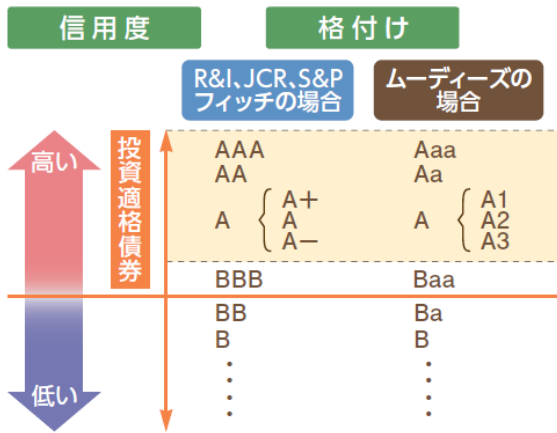 信用度
格付け
R&I、JCR、S&P
フィッチの場合
ムーディーズの
場合
高い
投資適格債券
AAA Aaa
AA Aa
A A+ A A1
A A2
A− A3
BBB Baa
BB Ba
B B
低い